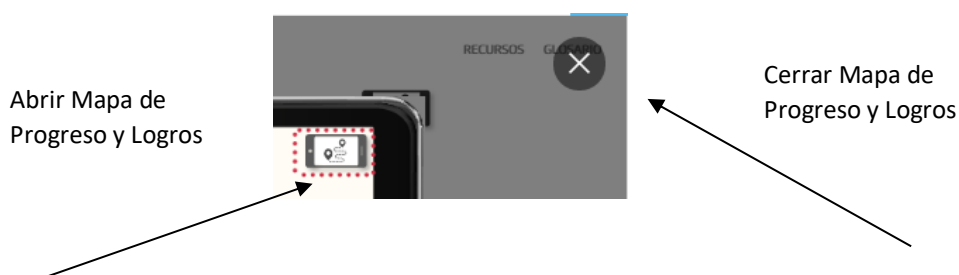 RECURSOS GLOSARIO
Abrir Mapa de
Progreso y Logros
Cerrar Mapa de
Progreso y Logros